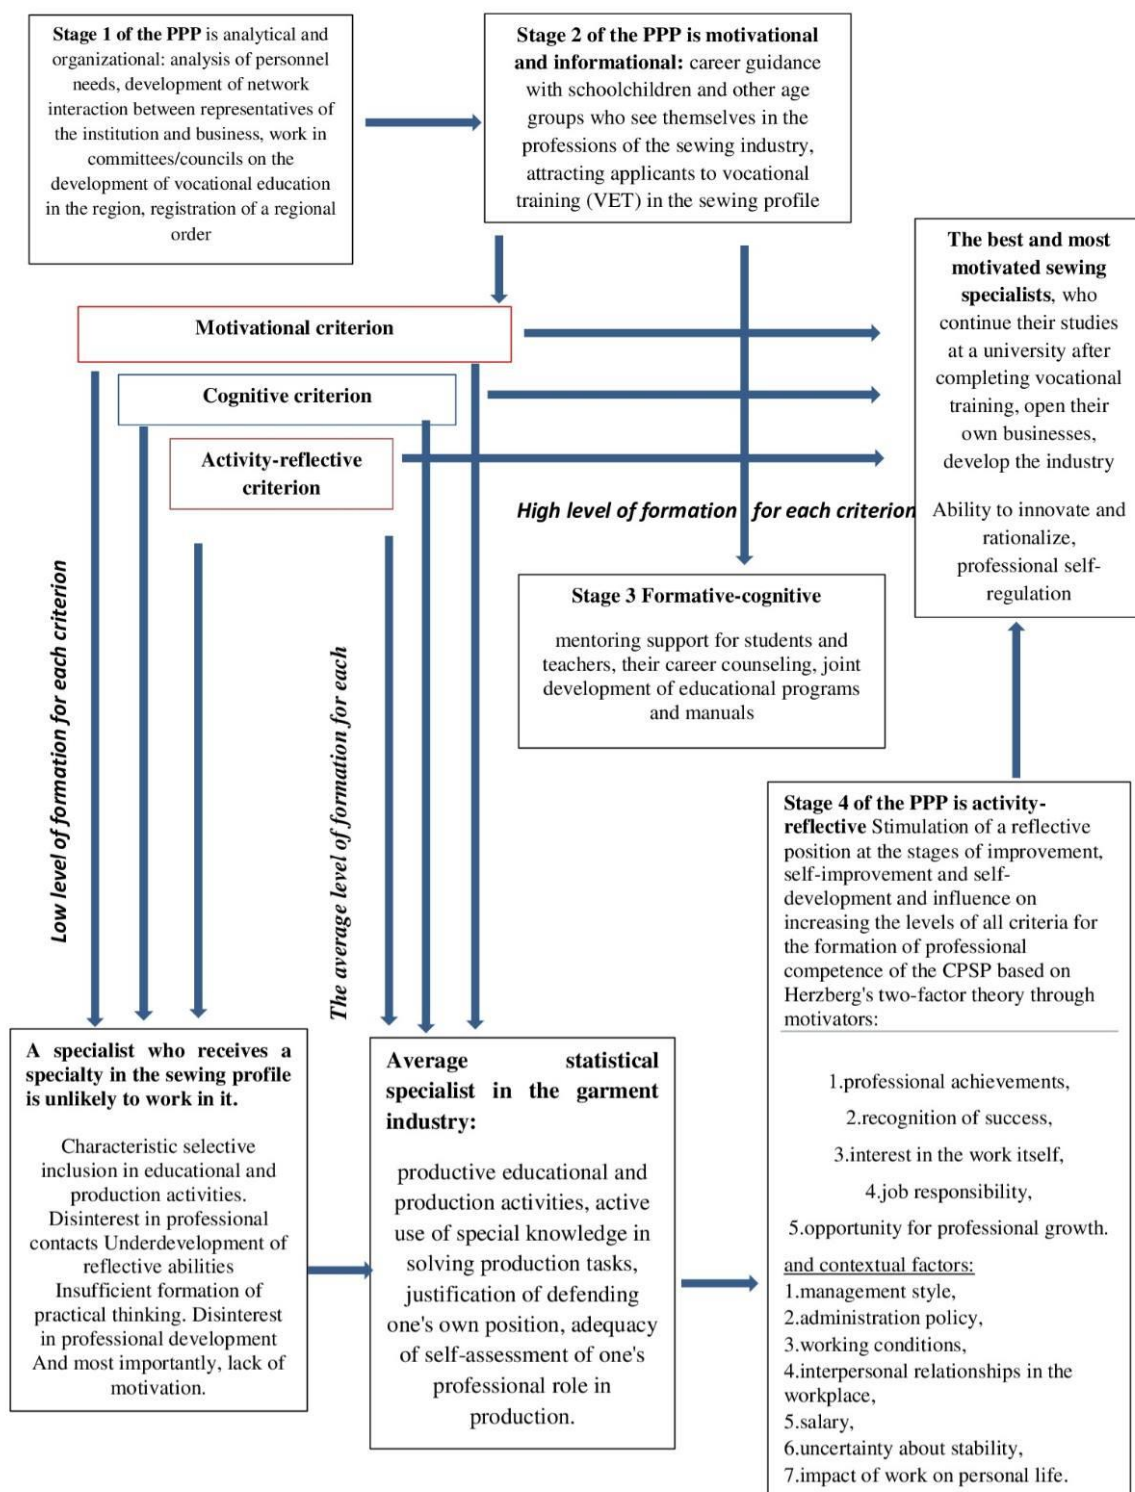 Stage 1 of the PPP is analytical and
organizational: analysis of personnel
needs, development of network
interaction between representatives of
the institution and business, work in
committees/councils on the
development of vocational education
in the region, registration of a regional
order
Stage 2 of the PPP is motivational
and informational: career guidance
with schoolchildren and other age
groups who see themselves in the
professions of the sewing industry,
attracting applicants to vocational
training (VET) in the sewing profile
The best and most
motivated sewing
specialists, who
continue their studies
at a university after
completing vocational
training, open their
own businesses,
develop the industry
Ability to innovate and
rationalize,
professional self-
regulation
Motivational criterion
Cognitive criterion
Activity-reflective
criterion
High level of formation for each criterion
Low level of formation for each criterion
The average level of formation for each
Stage 3 Formative-cognitive
mentoring support for students and
teachers, their career counseling, joint
development of educational programs
and manuals
Stage 4 of the PPP is activity-
reflective Stimulation of a reflective
position at the stages of improvement,
self-improvement and self-
development and influence on
increasing the levels of all criteria for
the formation of professional
competence of the CPSP based on
Herzberg's two-factor theory through
motivators:
1.professional achievements,
2.recognition of success,
3.interest in the work itself,
4.job responsibility,
5.opportunity for professional growth.
and contextual factors:
1.management style,
2.administration policy,
3.working conditions,
4.interpersonal relationships in the
workplace,
5.salary,
6.uncertainty about stability,
7.impact of work on personal life.
A specialist who receives a
specialty in the sewing profile
is unlikely to work in it.
Characteristic selective
inclusion in educational and
production activities.
Disinterest in professional
contacts Underdevelopment of
reflective abilities
Insufficient formation of
practical thinking. Disinterest
in professional development
And most importantly, lack of
motivation.
Average statistical
specialist in the garment
industry:
productive educational and
production activities, active
use of special knowledge in
solving production tasks,
justification of defending
one's own position, adequacy
of self-assessment of one's
professional role in
production.